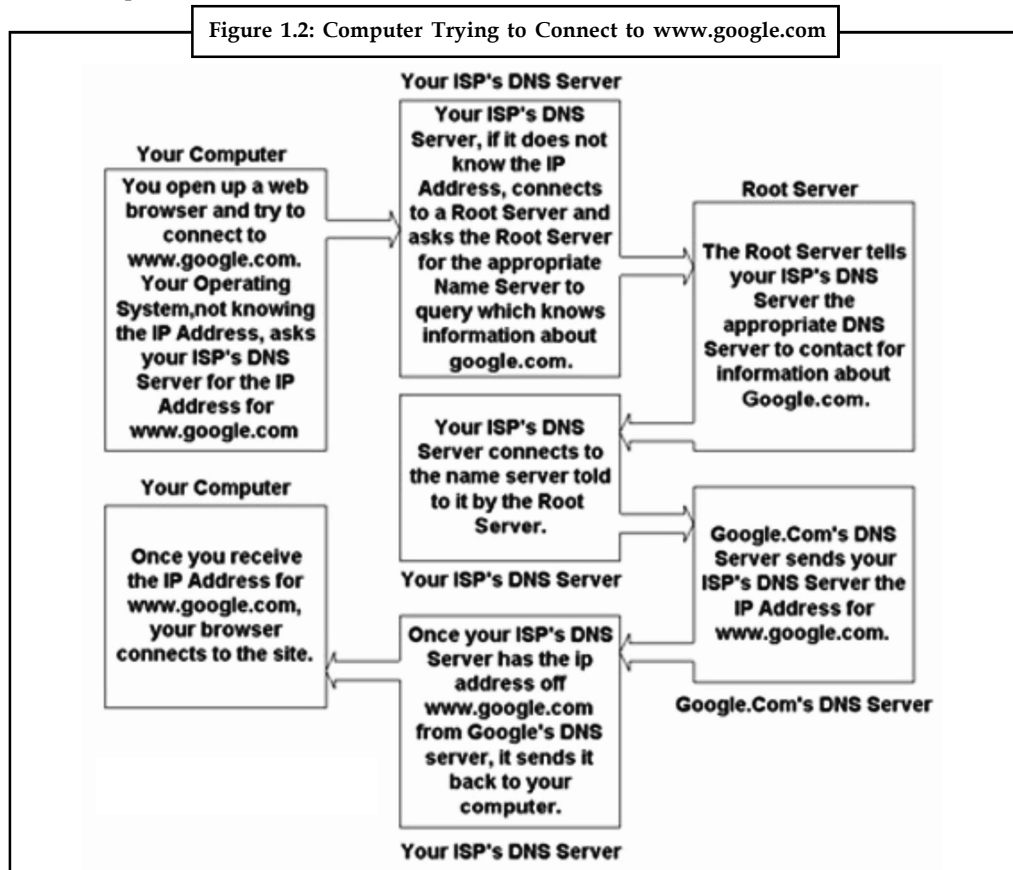 Figure 1.2: Computer Trying to Connect to www.google.com
Your Computer
You open up a web
browser and try to
connect to
www.google.com.
Your Operating
System,not knowing
the IP Address, asks
your ISP's DNS
Server for the IP
Address for
www.google.com
Your ISP's DNS Server
Your ISP's DNS
Server, if it does not
know the IP
Address, connects
to a Root Server and
asks the Root Server
for the appropriate
Name Server to
query which knows
information about
google.com.
Root Server
The Root Server tells
your ISP's DNS
Server the
appropriate DNS
Server to contact for
information about
Google.com.
Your ISP's DNS
Server connects to
the name server told
to it by the Root
Server.
Your ISP's DNS Server
Google.Com's DNS
Server sends your
ISP's DNS Server the
IP Address for
www.google.com.
Google.Com's DNS Server
Once your ISP's DNS
Server has the ip
address off
www.google.com
from Google's DNS
server, it sends it
back to your
computer.
Your ISP's DNS Server
Your Computer
Once you receive
the IP Address for
www.google.com,
your browser
connects to the site.